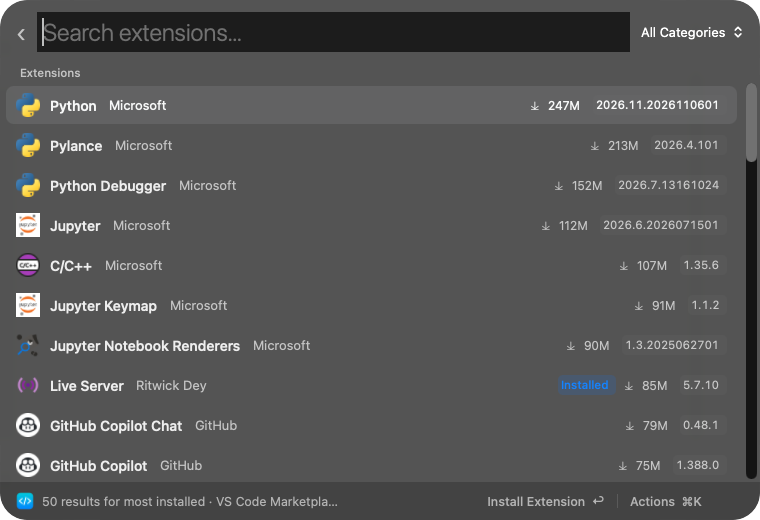 Search extensions...
All Categories
Extensions
Python Microsoft 247M 2026.11.2026110601
Pylance Microsoft 213M 2026.4.101
Python Debugger Microsoft 152M 2026.7.13161024
Jupyter Microsoft 112M 2026.6.2026071501
C/C++ Microsoft 107M 1.35.6
Jupyter Keymap Microsoft 91M 1.1.2
Jupyter Notebook Renderers Microsoft 90M 1.3.2025062701
Live Server Ritwick Dey Installed 85M 5.7.10
GitHub Copilot Chat GitHub 79M 0.48.1
GitHub Copilot GitHub 75M 1.388.0
50 results for most installed · VS Code Marketpla... Install Extension Actions ⌘K